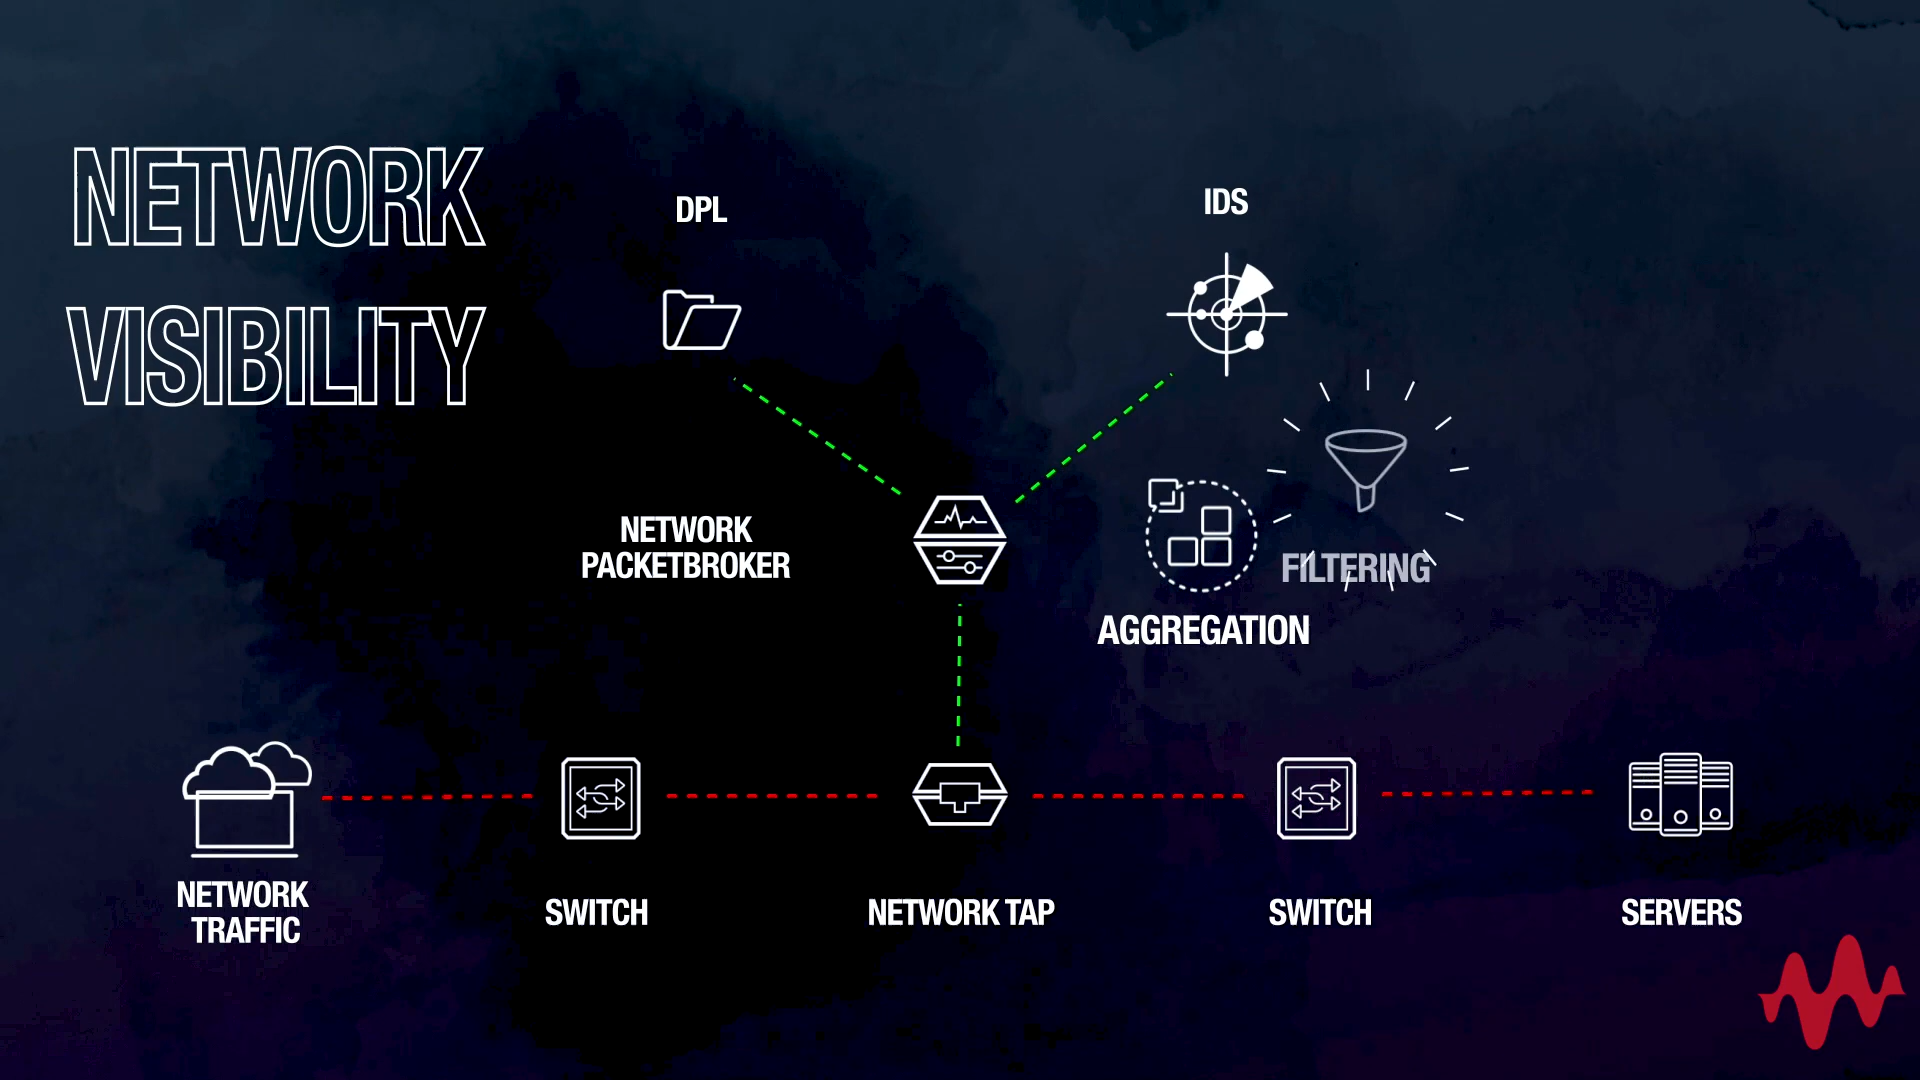 NETWORK
VISIBILITY
DPL
IDS
NETWORK
PACKETBROKER
FILTERING
AGGREGATION
NETWORK
TRAFFIC
SWITCH
NETWORK TAP
SWITCH
SERVERS